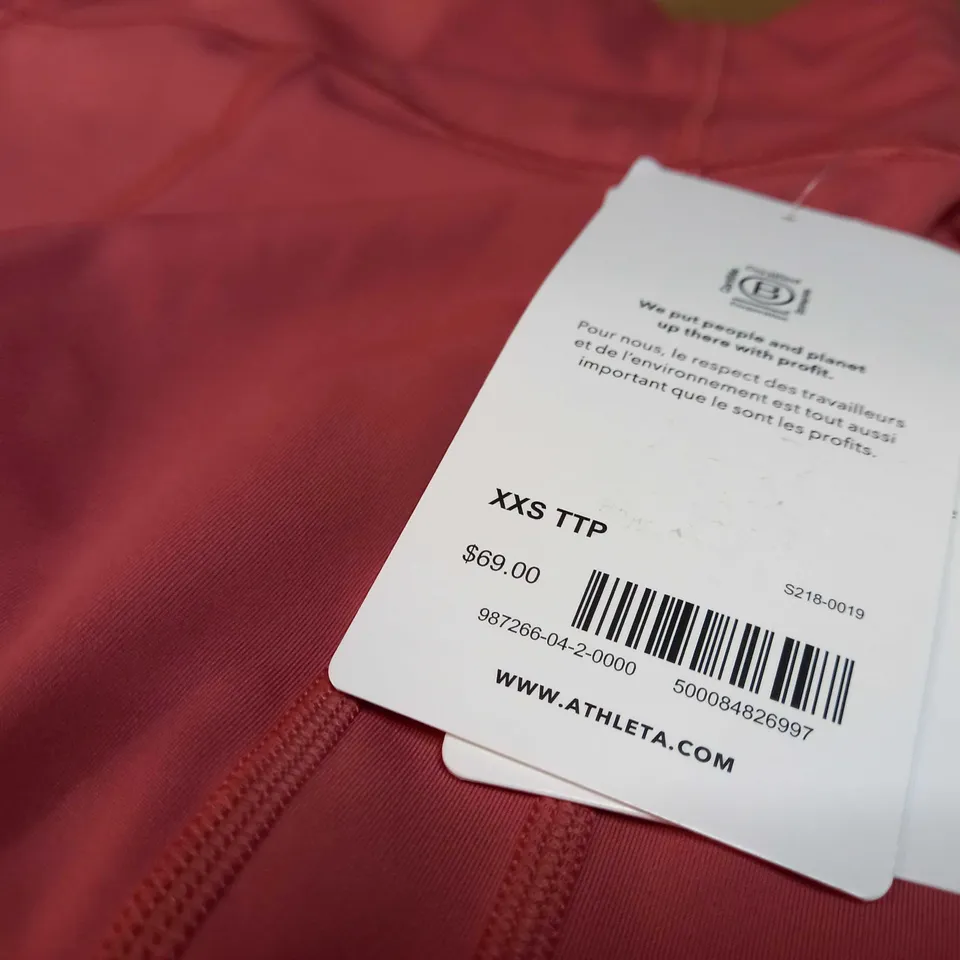 B
We put people and planet
up there with profit.
Pour nous, le respect des travailleurs
et de l'environnement est tout aussi
important que le sont les profits.
XXS TTP
$69.00
S218-0019
987266-04-2-0000
500084826997
WWW.ATHLETA.COM